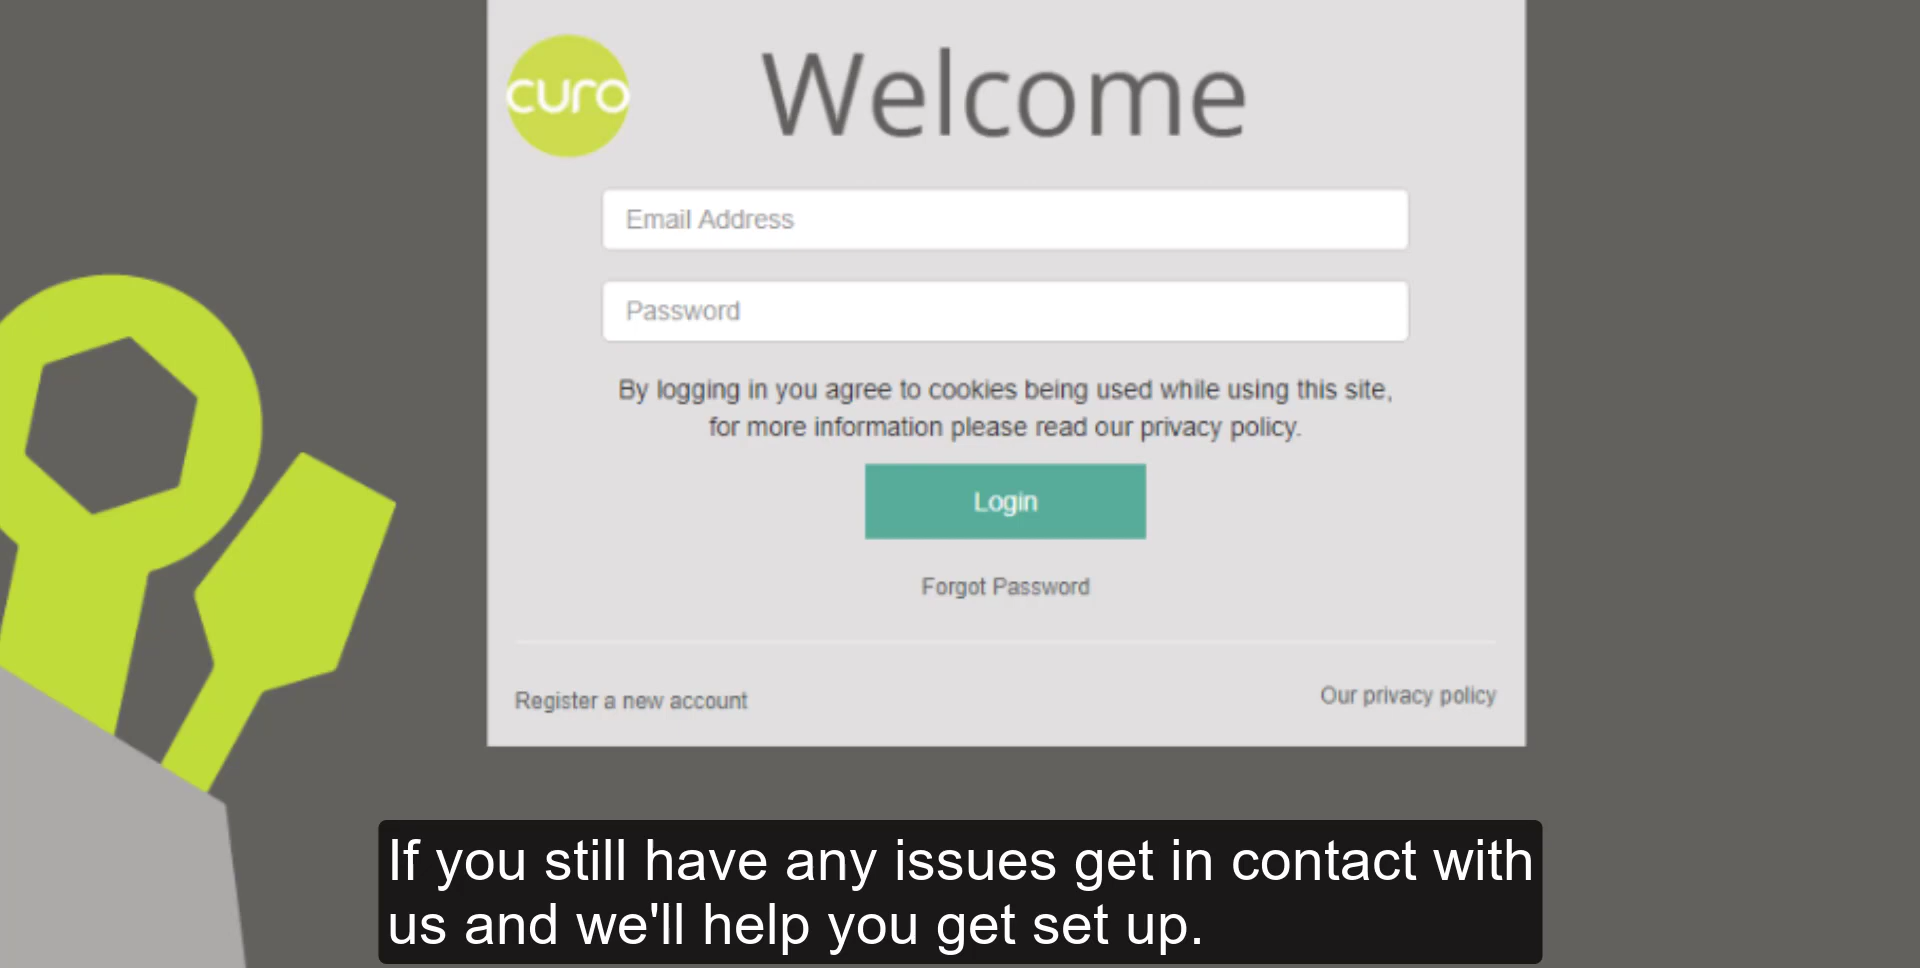 curo
Welcome
Email Address
Password
By logging in you agree to cookies being used while using this site,
for more information please read our privacy policy.
Login
Forgot Password
Register a new account
Our privacy policy
If you still have any issues get in contact with
us and we'll help you get set up.